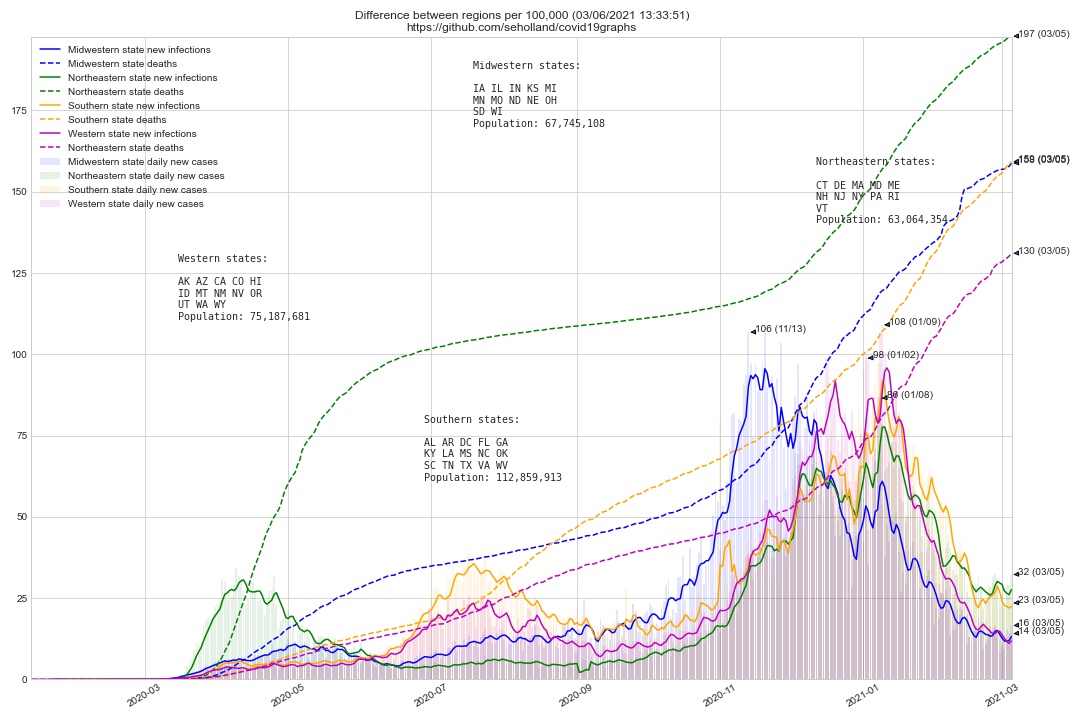 Difference between regions per 100,000 (03/06/2021 13:33:51)
https://github.com/seholland/covid19graphs
Midwestern state new infections
Midwestern state deaths
Northeastern state new infections
Northeastern state deaths
Southern state new infections
Southern state deaths
Western state new infections
Western state deaths
Midwestern state daily new cases
Northeastern state daily new cases
Southern state daily new cases
Western state daily new cases
Midwestern states:
IA IL IN KS MI
MN MO ND NE OH
SD WI
Population: 67,745,108
Northeastern states:
CT DE MA MD ME
NH NJ NY PA RI
VT
Population: 63,064,354
Western states:
AK AZ CA CO HI
ID MT NM NV OR
UT WA WY
Population: 75,187,681
Southern states:
AL AR DC FL GA
KY LA MS NC OK
SC TN TX VA WV
Population: 112,859,913
197 (03/05)
(03/05)
130 (03/05)
106 (11/13)
108 (01/09)
98 (01/02)
86 (01/08)
32 (03/05)
23 (03/05)
16 (03/05)
14 (03/05)
175
150
125
100
75
50
25
0
2020-03
2020-05
2020-07
2020-09
2020-11
2021-01
2021-03